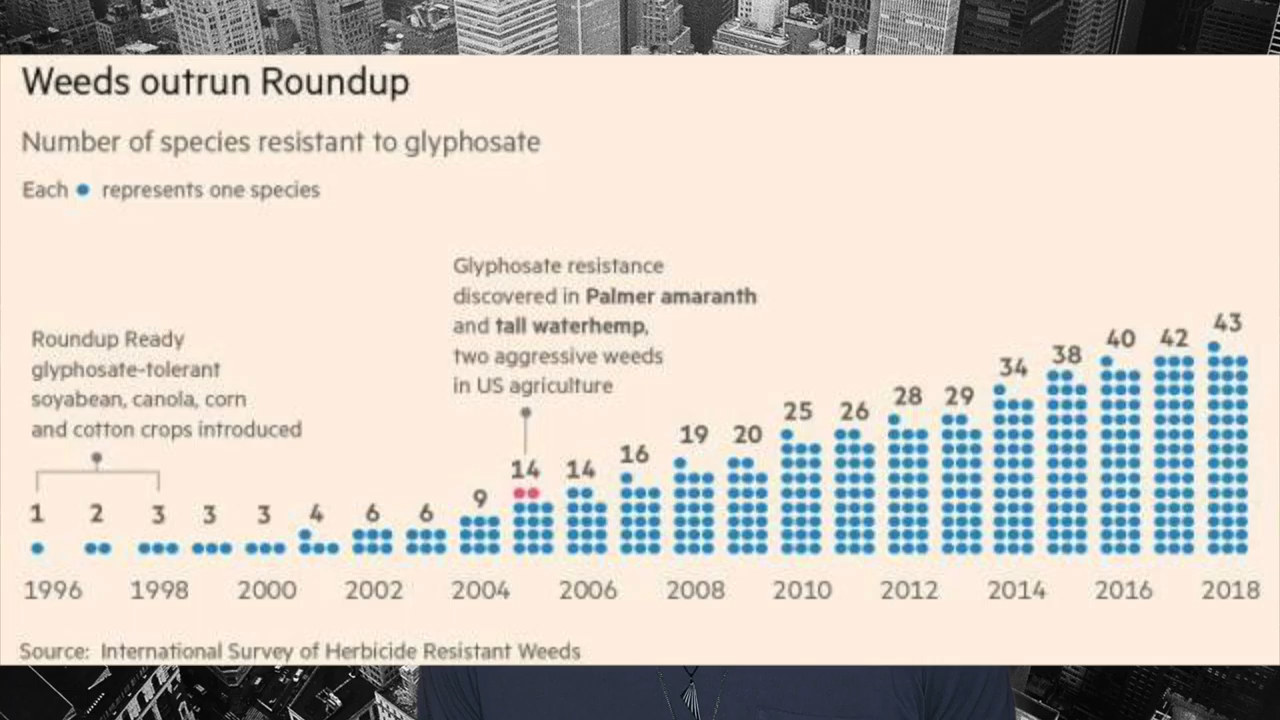 Weeds outrun Roundup
Number of species resistant to glyphosate
Each represents one species
Glyphosate resistance
discovered in Palmer amaranth
and tall waterhemp,
two aggressive weeds
in US agriculture
Roundup Ready
glyphosate-tolerant
soyabean, canola, corn
and cotton crops introduced
1 2 3 3 3 4 6 6 9 14 14 16 19 20 25 26 28 29 34 38 40 42 43
1996 1998 2000 2002 2004 2006 2008 2010 2012 2014 2016 2018
Source: International Survey of Herbicide Resistant Weeds